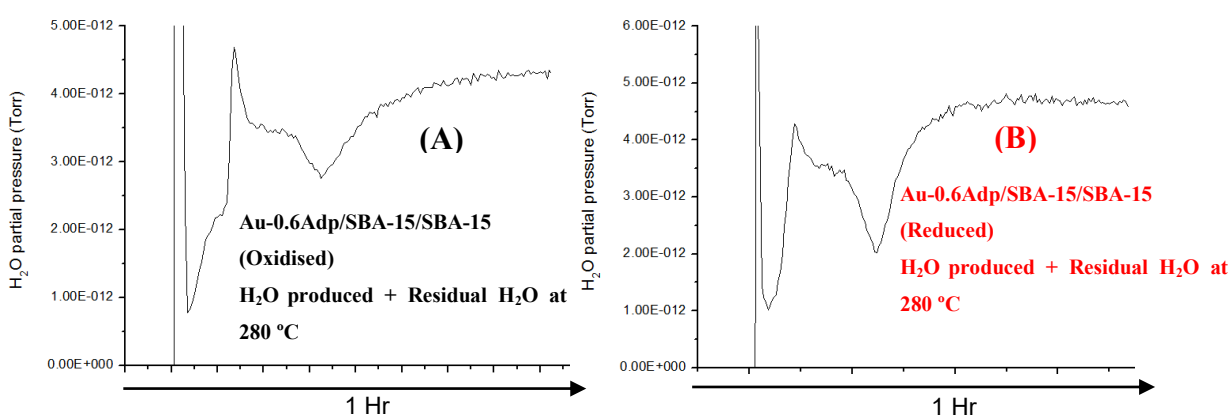 5.00E-012
4.00E-012
3.00E-012
2.00E-012
1.00E-012
0.00E+000
H₂O partial pressure (Torr)
(A)
Au-0.6Adp/SBA-15/SBA-15
(Oxidised)
H₂O produced + Residual H₂O at
280 ºC
1 Hr
6.00E-012
5.00E-012
4.00E-012
3.00E-012
2.00E-012
1.00E-012
0.00E+000
H₂O partial pressure (Torr)
(B)
Au-0.6Adp/SBA-15/SBA-15
(Reduced)
H₂O produced + Residual H₂O at
280 ºC
1 Hr